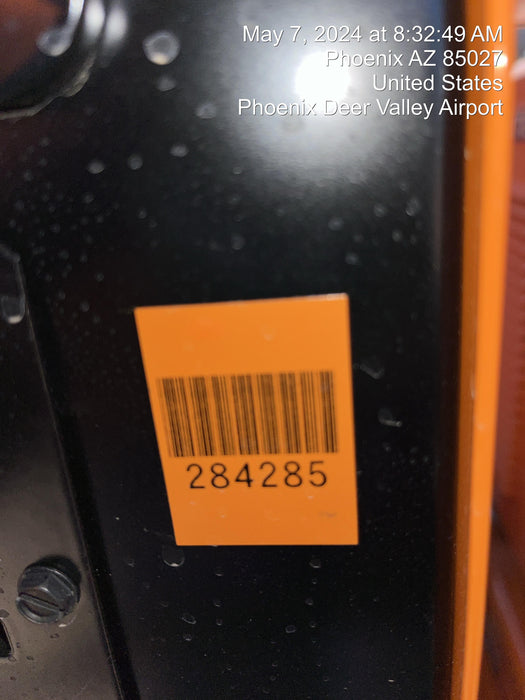 May 7, 2024 at 8:32:49 AM
Phoenix AZ 85027
United States
Phoenix Deer Valley Airport
284285